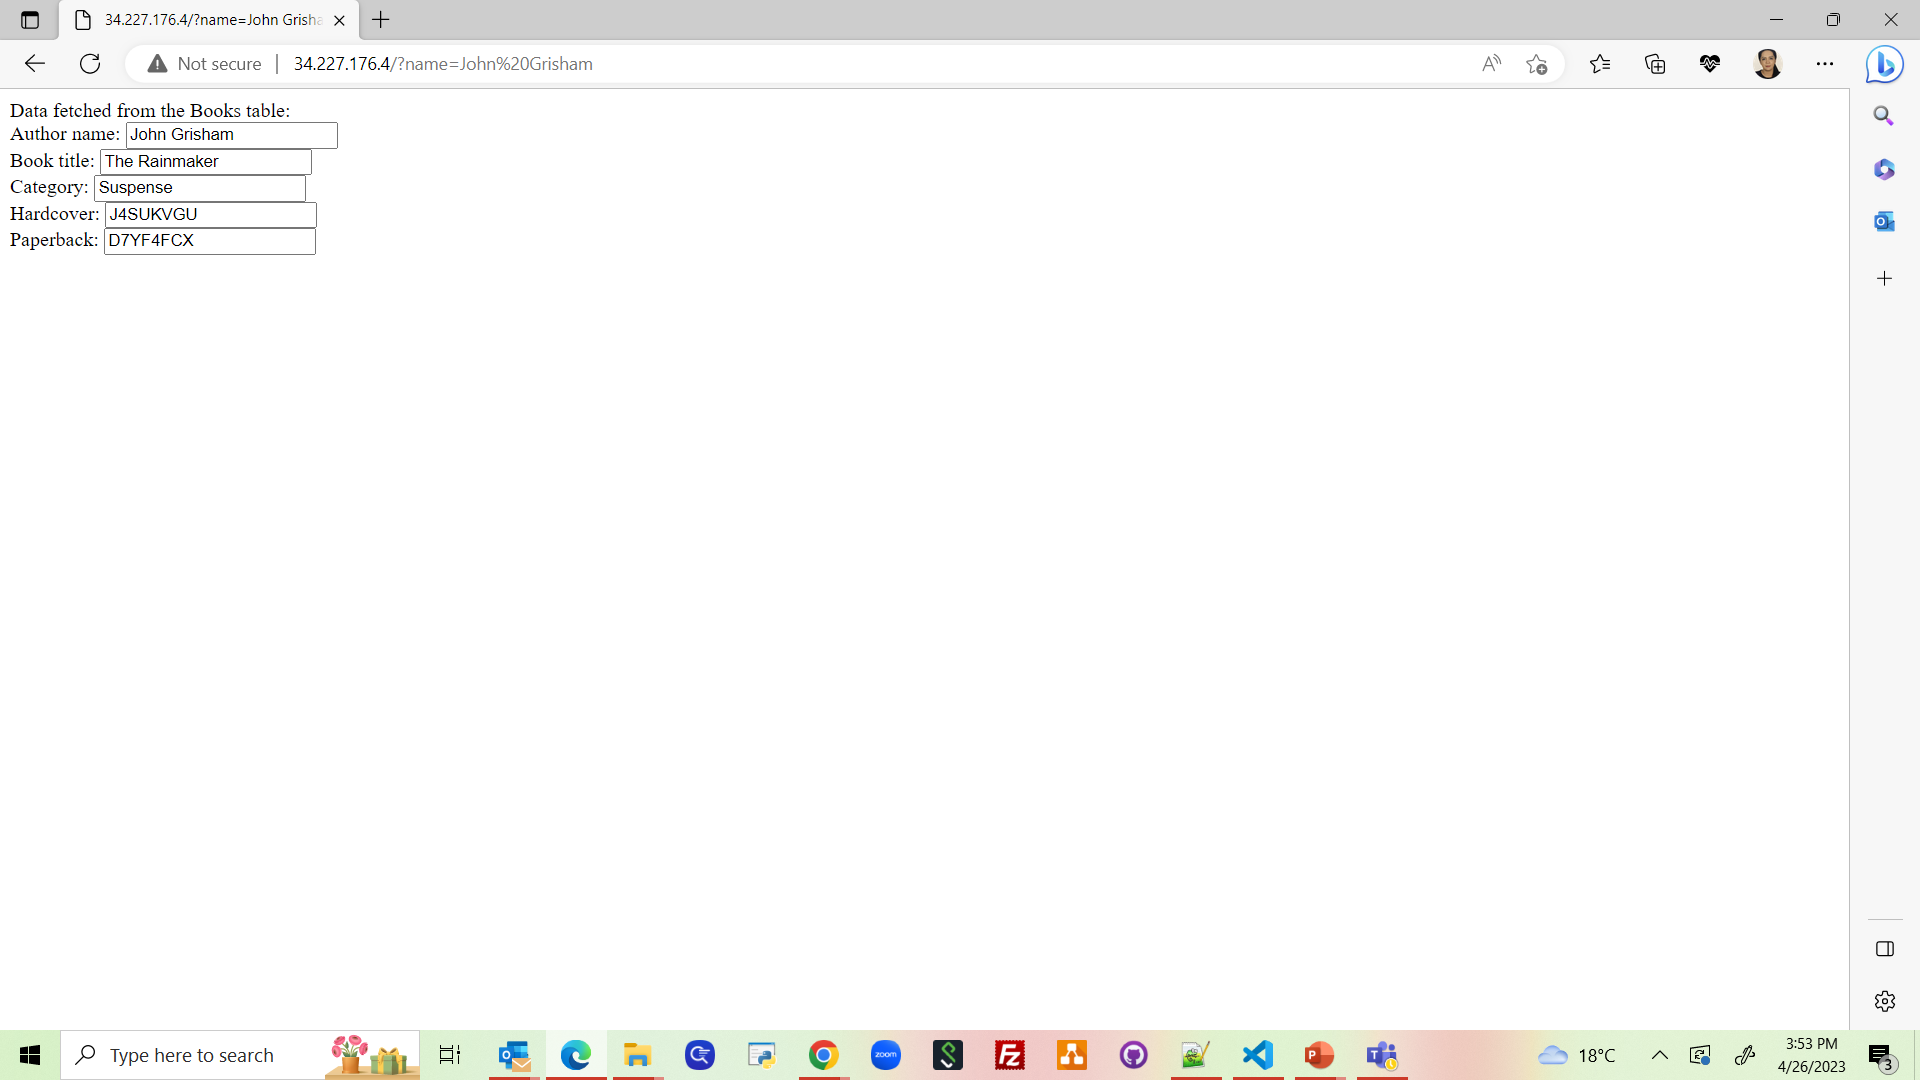 34.227.176.4/?name=John Grisha
Not secure
34.227.176.4/?name=John%20Grisham
Data fetched from the Books table:
Author name: John Grisham
Book title: The Rainmaker
Category: Suspense
Hardcover: J4SUKVGU
Paperback: D7YF4FCX
Type here to search
zoom
18°C
3:53 PM
4/26/2023
3